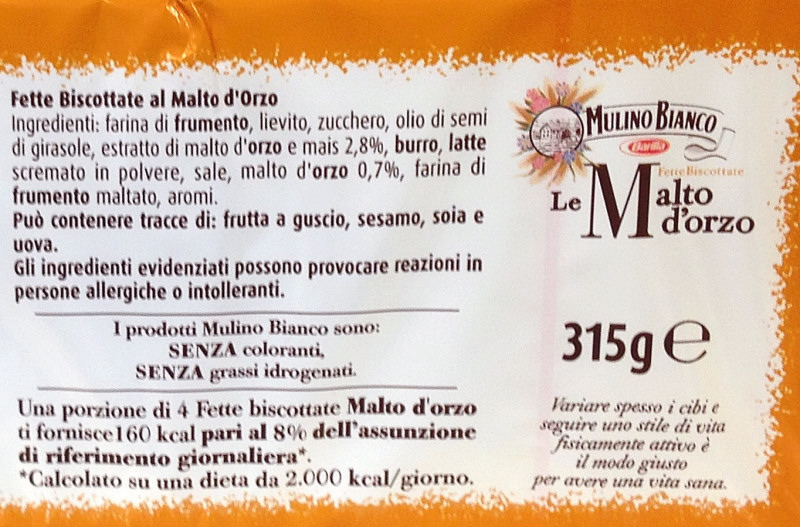 Fette Biscottate al Malto d'Orzo
Ingredienti: farina di frumento, lievito, zucchero, olio di semi
di girasole, estratto di malto d'orzo e mais 2,8%, burro, latte
scremato in polvere, sale, malto d'orzo 0,7%, farina di
frumento maltato, aromi.
Può contenere tracce di: frutta a guscio, sesamo, soia e
uova.
Gli ingredienti evidenziati possono provocare reazioni in
persone allergiche o intolleranti.
I prodotti Mulino Bianco sono:
SENZA coloranti,
SENZA grassi idrogenati.
Una porzione di 4 Fette biscottate Malto d'orzo
ti fornisce160 kcal pari al 8% dell'assunzione
di riferimento giornaliera*.
*Calcolato su una dieta da 2.000 kcal/giorno.
MULINO BIANCO
Barilla
Fette Biscottate
Le Malto
d'orzo
315g e
Variare spesso i cibi e
seguire uno stile di vita
fisicamente attivo è
il modo giusto
per avere una vita sana.